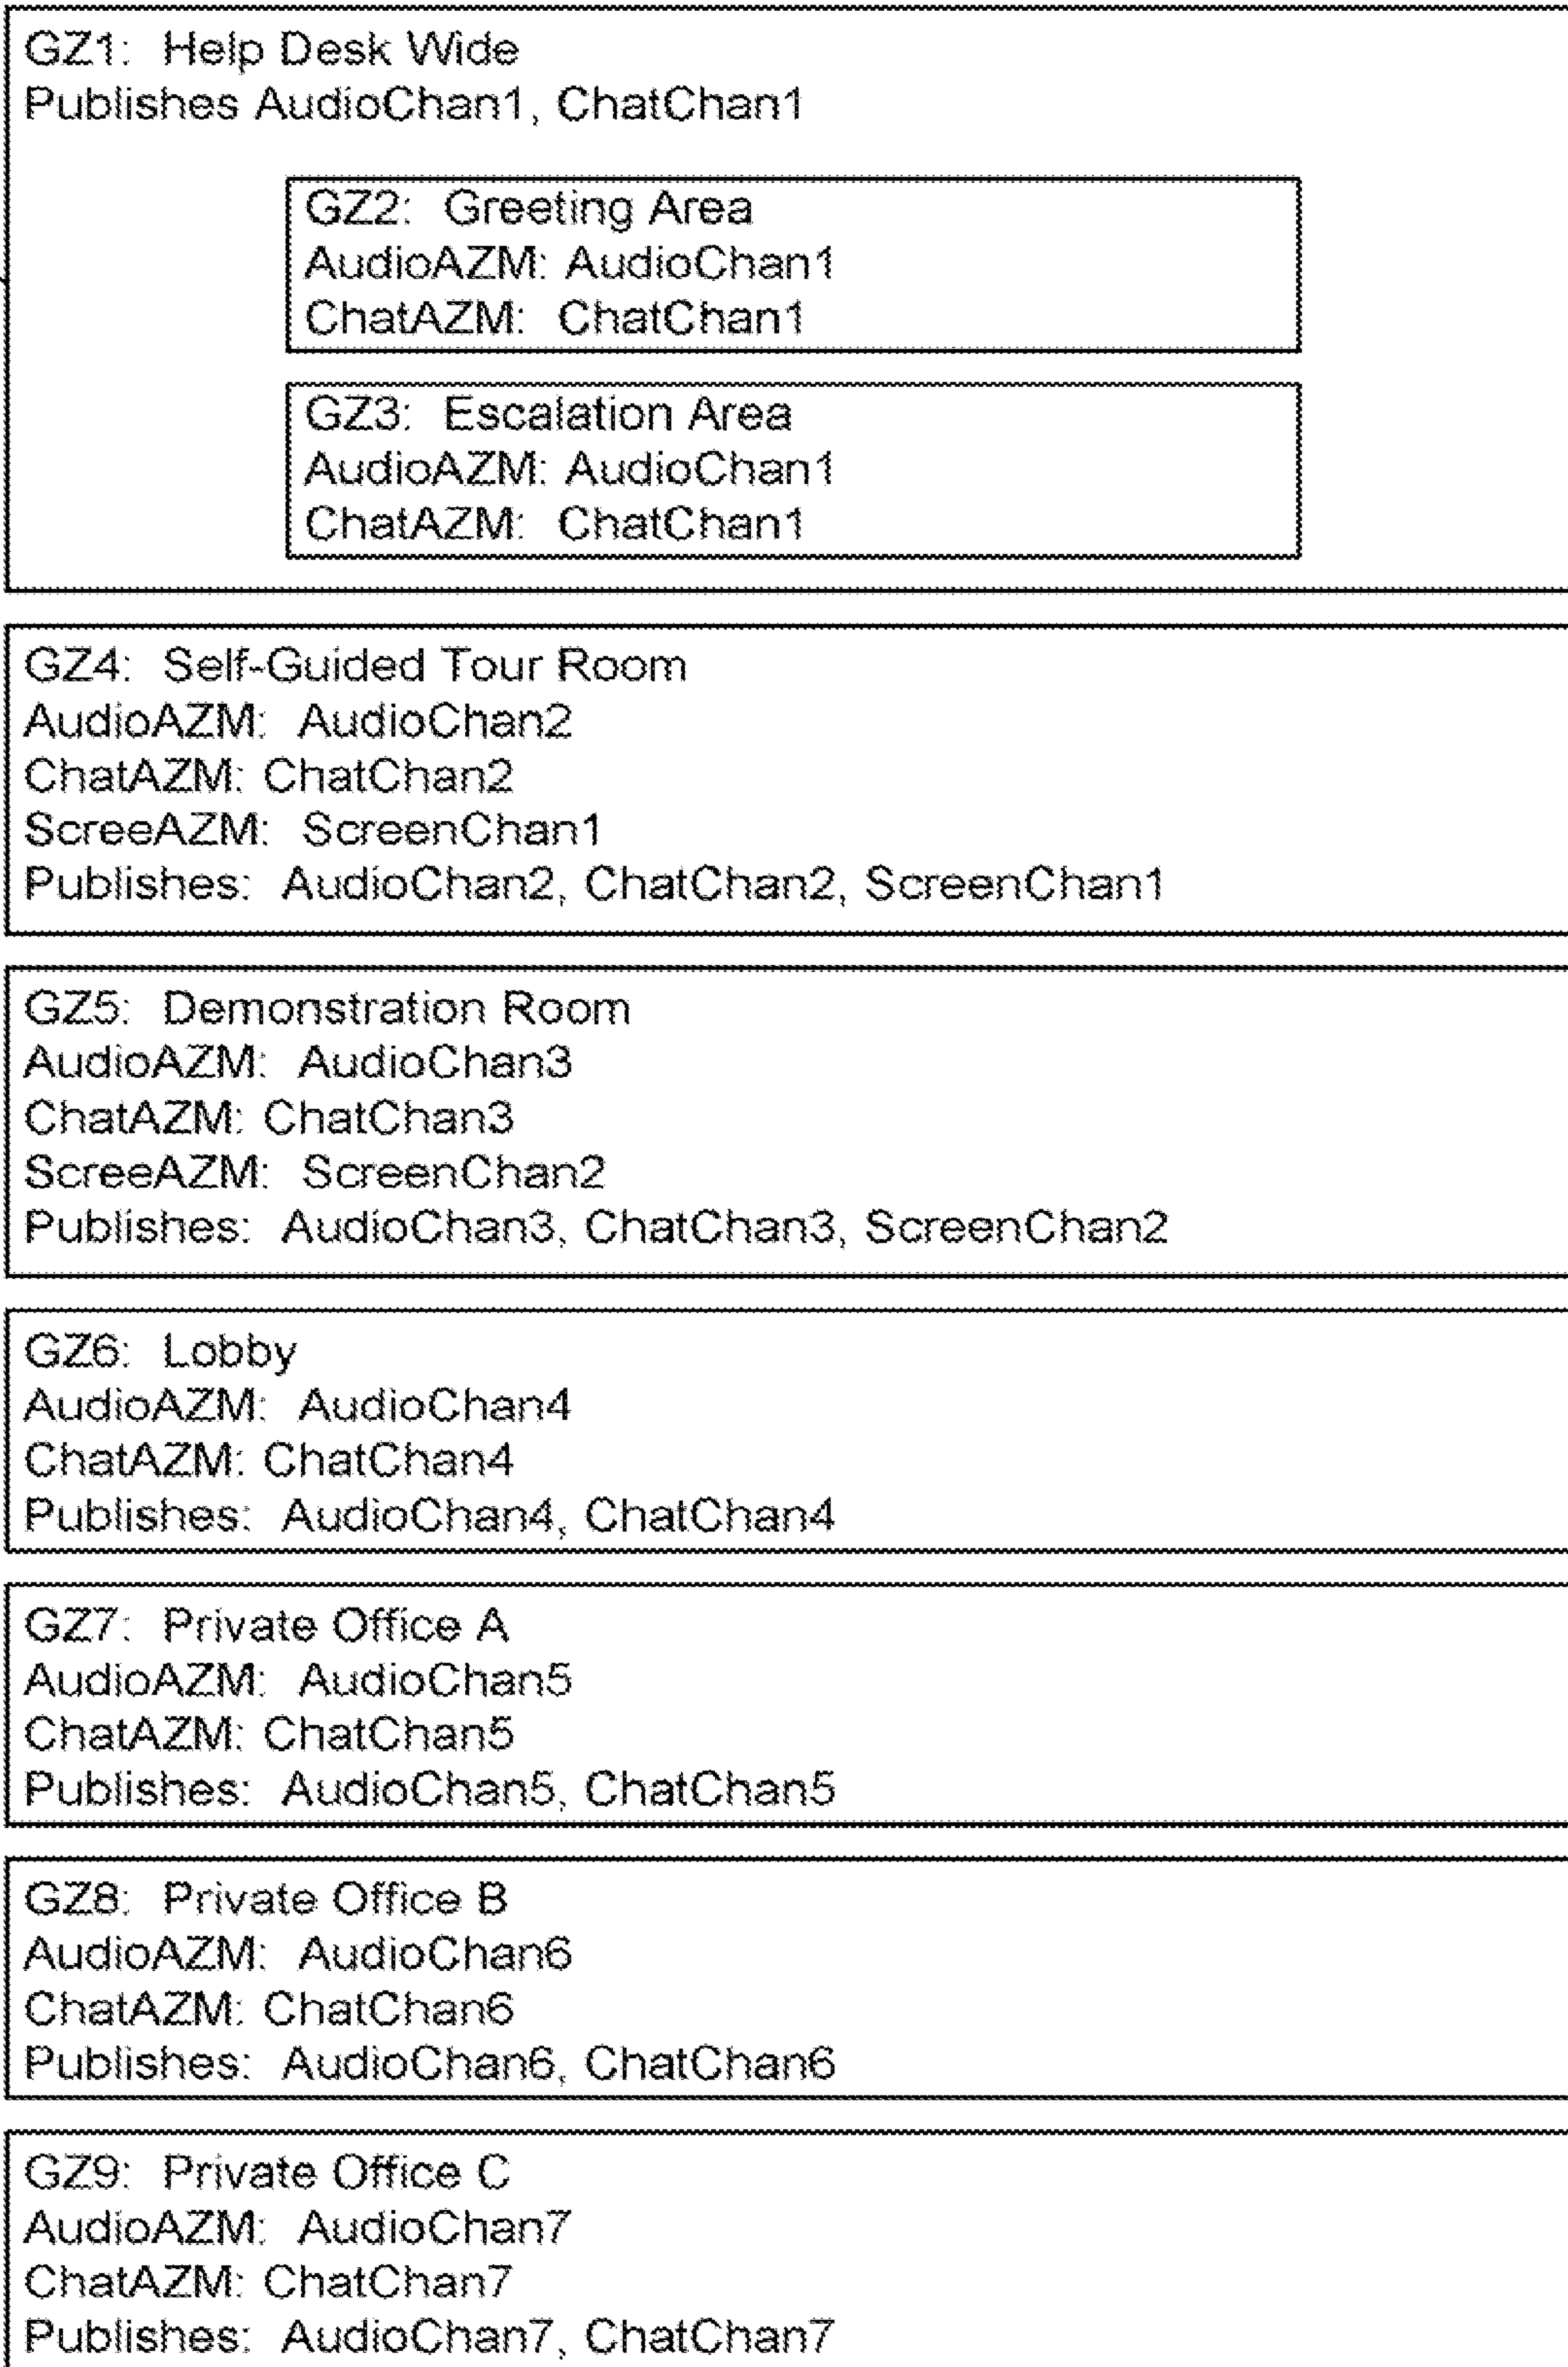 GZ1: Help Desk Wide
Publishes AudioChan1, ChatChan1
GZ2: Greeting Area
AudioAZM: AudioChan1
ChatAZM: ChatChan1
GZ3: Escalation Area
AudioAZM: AudioChan1
ChatAZM: ChatChan1
GZ4: Self-Guided Tour Room
AudioAZM: AudioChan2
ChatAZM: ChatChan2
ScreeAZM: ScreenChan1
Publishes: AudioChan2, ChatChan2, ScreenChan1
GZ5: Demonstration Room
AudioAZM: AudioChan3
ChatAZM: ChatChan3
ScreeAZM: ScreenChan2
Publishes: AudioChan3, ChatChan3, ScreenChan2
GZ6: Lobby
AudioAZM: AudioChan4
ChatAZM: ChatChan4
Publishes: AudioChan4, ChatChan4
GZ7: Private Office A
AudioAZM: AudioChan5
ChatAZM: ChatChan5
Publishes: AudioChan5, ChatChan5
GZ8: Private Office B
AudioAZM: AudioChan6
ChatAZM: ChatChan6
Publishes: AudioChan6, ChatChan6
GZ9: Private Office C
AudioAZM: AudioChan7
ChatAZM: ChatChan7
Publishes: AudioChan7, ChatChan7